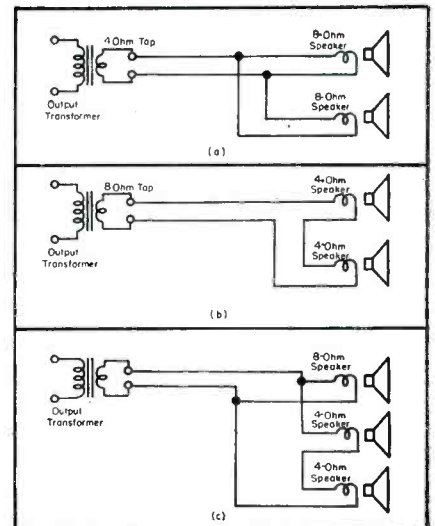 4 Ohm Tap
8-Ohm
Speaker
8-Ohm
Speaker
Output
Transformer
(a)
8 Ohm Tap
4-Ohm
Speaker
4-Ohm
Speaker
Output
Transformer
(b)
8-Ohm
Speaker
4-Ohm
Speaker
4-Ohm
Speaker
Output
Transformer
(c)